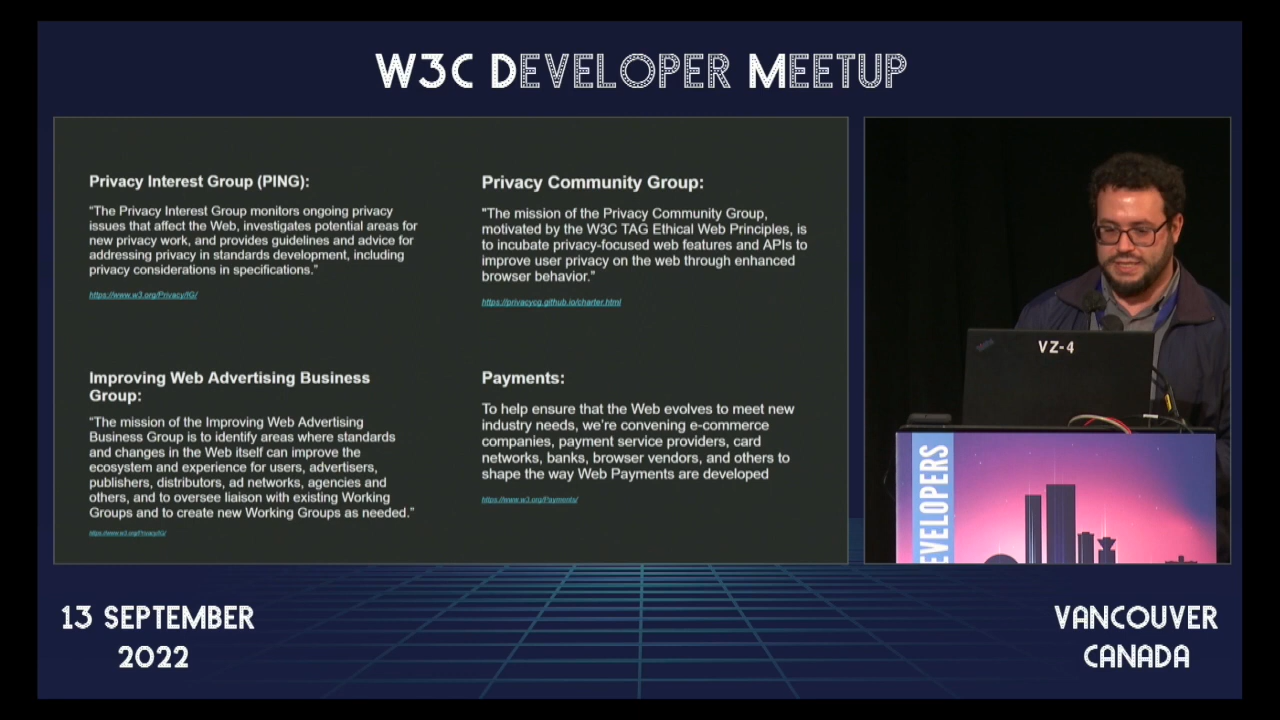 W3C DEVELOPER MEETUP
Privacy Interest Group (PING):
“The Privacy Interest Group monitors ongoing privacy
issues that affect the Web, investigates potential areas for
new privacy work, and provides guidelines and advice for
addressing privacy in standards development, including
privacy considerations in specifications.”
https://www.w3.org/Privacy/IG/
Privacy Community Group:
"The mission of the Privacy Community Group,
motivated by the W3C TAG Ethical Web Principles, is
to incubate privacy-focused web features and APIs to
improve user privacy on the web through enhanced
browser behavior.”
https://privacycg.github.io/charter.html
Improving Web Advertising Business
Group:
“The mission of the Improving Web Advertising
Business Group is to identify areas where standards
and changes in the Web itself can improve the
ecosystem and experience for users, advertisers,
publishers, distributors, ad networks, agencies and
others, and to oversee liaison with existing Working
Groups and to create new Working Groups as needed.”
https://www.w3.org/Privacy/IG/
Payments:
To help ensure that the Web evolves to meet new
industry needs, we’re convening e-commerce
companies, payment service providers, card
networks, banks, browser vendors, and others to
shape the way Web Payments are developed
https://www.w3.org/Payments/
VZ-4
EVELOPERS
13 SEPTEMBER
2022
VANCOUVER
CANADA